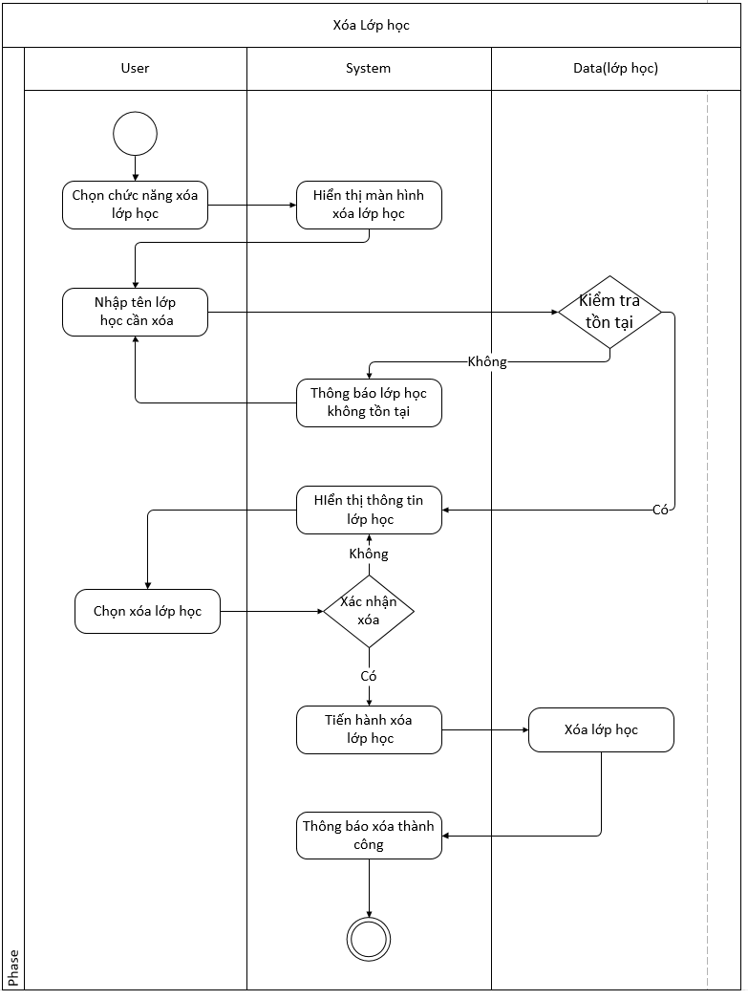 Xóa Lớp học
User
System
Data(lớp học)
Chọn chức năng xóa
lớp học
Hiển thị màn hình
xóa lớp học
Nhập tên lớp
học cần xóa
Kiểm tra
tồn tại
Không
Thông báo lớp học
không tồn tại
HIển thị thông tin
lớp học
Có
Không
Chọn xóa lớp học
Xác nhận
xóa
Có
Tiến hành xóa
lớp học
Xóa lớp học
Thông báo xóa thành
công
Phase